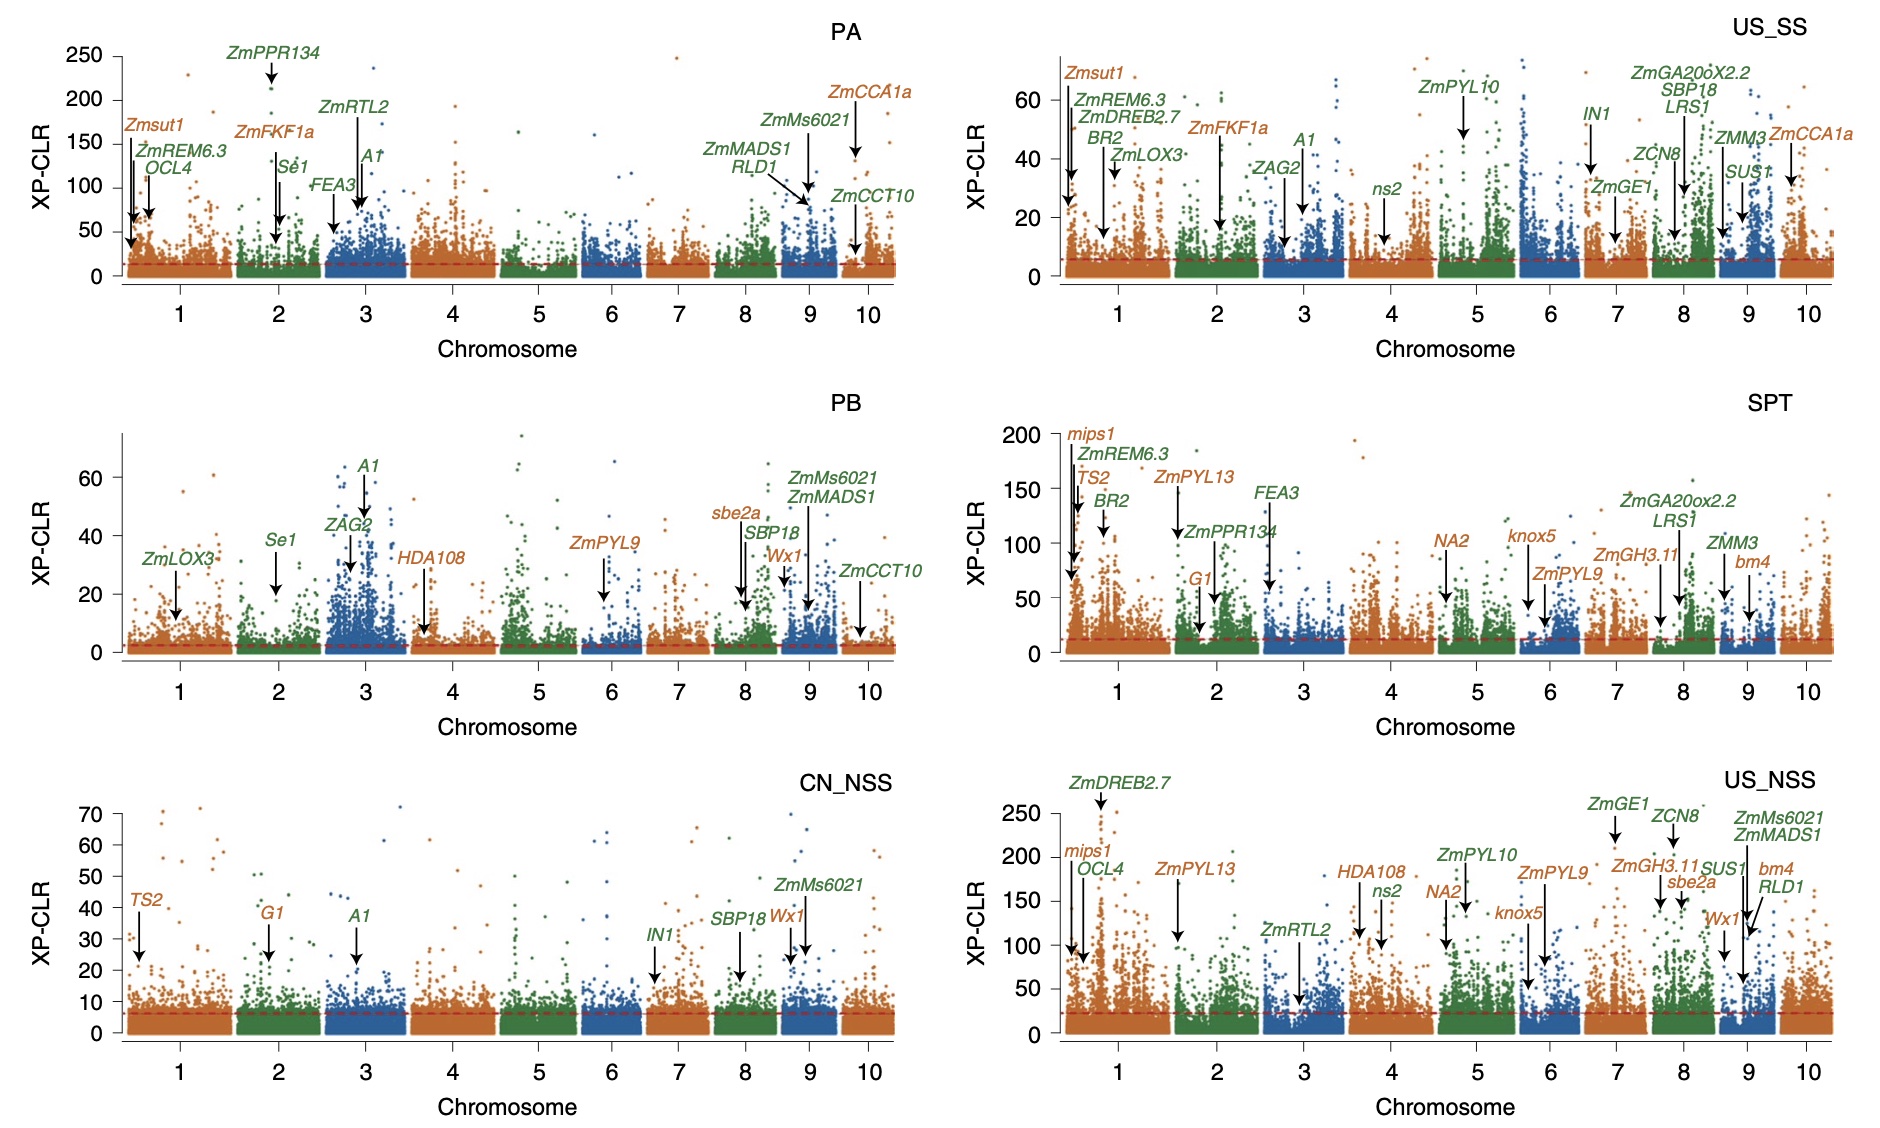 PA
XP-CLR
250
200
150
100
50
0
ZmPPR134
Zmsut1
ZmREM6.3
OCL4
ZmFKF1a
Se1
ZmRTL2
A1
FEA3
ZmMs6021
ZmMADS1
RLD1
ZmCCA1a
ZmCCT10
1 2 3 4 5 6 7 8 9 10
Chromosome
US_SS
XP-CLR
60
40
20
0
Zmsut1
ZmREM6.3
ZmDREB2.7
BR2
ZmLOX3
ZmFKF1a
A1
ZAG2
ns2
ZmPYL10
IN1
ZmGE1
ZmGA20oX2.2
SBP18
LRS1
ZCN8
ZMM3
SUS1
ZmCCA1a
1 2 3 4 5 6 7 8 9 10
Chromosome
PB
XP-CLR
60
40
20
0
ZmLOX3
Se1
A1
ZAG2
HDA108
ZmPYL9
sbe2a
SBP18
ZmMs6021
ZmMADS1
Wx1
ZmCCT10
1 2 3 4 5 6 7 8 9 10
Chromosome
SPT
XP-CLR
200
150
100
50
0
mips1
ZmREM6.3
TS2
BR2
ZmPYL13
ZmPPR134
G1
FEA3
NA2
knox5
ZmPYL9
ZmGH3.11
ZmGA20ox2.2
LRS1
ZMM3
bm4
1 2 3 4 5 6 7 8 9 10
Chromosome
CN_NSS
XP-CLR
70
60
50
40
30
20
10
0
TS2
G1
A1
IN1
SBP18
ZmMs6021
Wx1
1 2 3 4 5 6 7 8 9 10
Chromosome
US_NSS
XP-CLR
250
200
150
100
50
0
ZmDREB2.7
mips1
OCL4
ZmPYL13
ZmRTL2
HDA108
ns2
ZmPYL10
NA2
ZmPYL9
knox5
ZmGE1
ZCN8
ZmGH3.11
sbe2a
ZmMs6021
ZmMADS1
SUS1
bm4
RLD1
Wx1
1 2 3 4 5 6 7 8 9 10
Chromosome